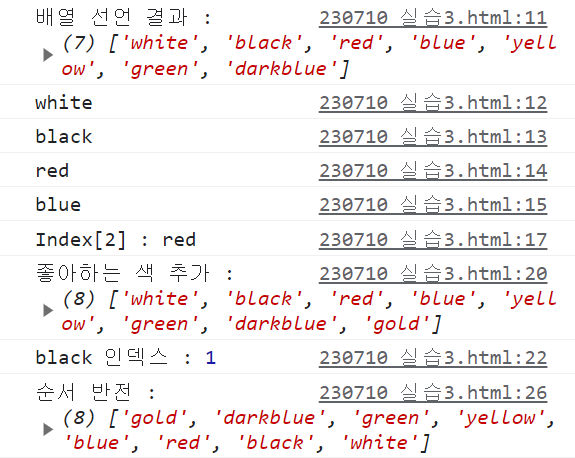 배열 선언 결과 : 230710 실습3.html:11
(7) ['white', 'black', 'red', 'blue', 'yell
ow', 'green', 'darkblue']
white 230710 실습3.html:12
black 230710 실습3.html:13
red 230710 실습3.html:14
blue 230710 실습3.html:15
Index[2] : red 230710 실습3.html:17
좋아하는 색 추가 : 230710 실습3.html:20
(8) ['white', 'black', 'red', 'blue', 'yell
ow', 'green', 'darkblue', 'gold']
black 인덱스 : 1 230710 실습3.html:22
순서 반전 : 230710 실습3.html:26
(8) ['gold', 'darkblue', 'green', 'yellow',
'blue', 'red', 'black', 'white']